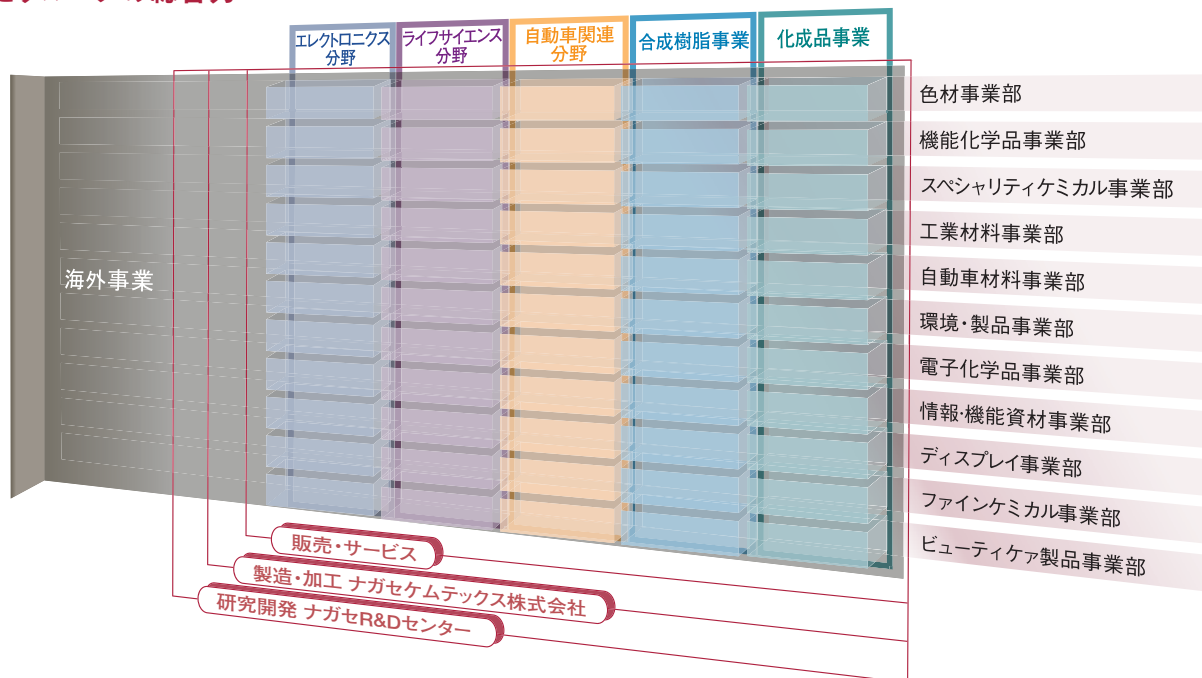 エレクトロニクス
分野
ライフサイエンス
分野
自動車関連
分野
合成樹脂事業
化成品事業
色材事業部
機能化学品事業部
スペシャリティケミカル事業部
工業材料事業部
自動車材料事業部
環境・製品事業部
電子化学品事業部
情報・機能資材事業部
ディスプレイ事業部
ファインケミカル事業部
ビューティケァ製品事業部
海外事業
販売・サービス
製造・加工 ナガセケムテックス株式会社
研究開発 ナガセR&Dセンター